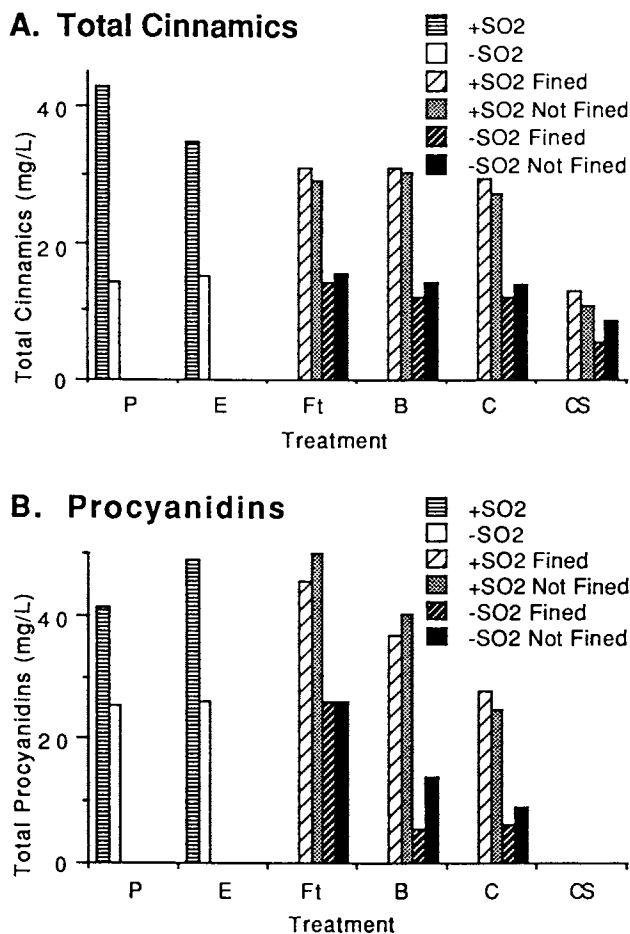 A. Total Cinnamics
+SO2
-SO2
+SO2 Fined
+SO2 Not Fined
-SO2 Fined
-SO2 Not Fined
Total Cinnamics (mg/L)
40
20
0
P E Ft B C CS
Treatment
B. Procyanidins
+SO2
-SO2
+SO2 Fined
+SO2 Not Fined
-SO2 Fined
-SO2 Not Fined
Total Procyanidins (mg/L)
40
20
0
P E Ft B C CS
Treatment